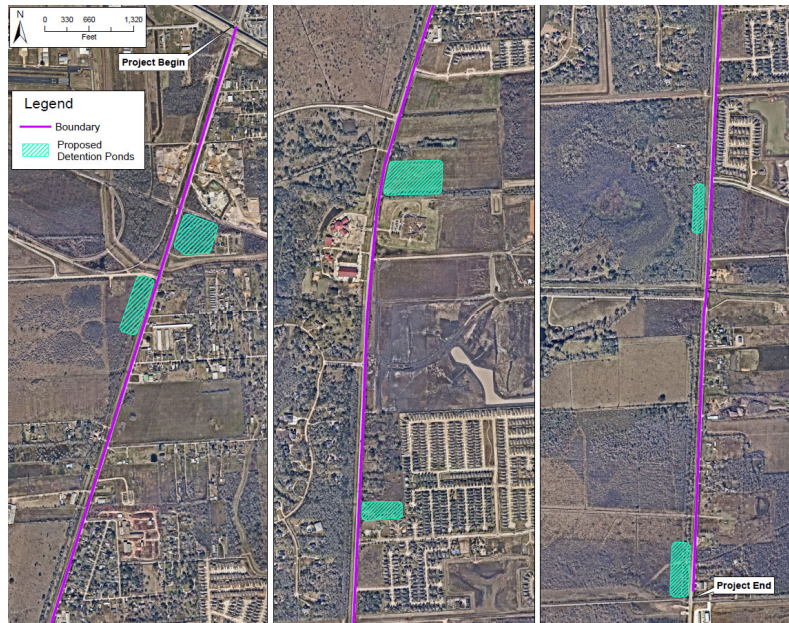 N
0 330 660 1,320
Feet
Project Begin
Legend
Boundary
Proposed
Detention Ponds
Project End